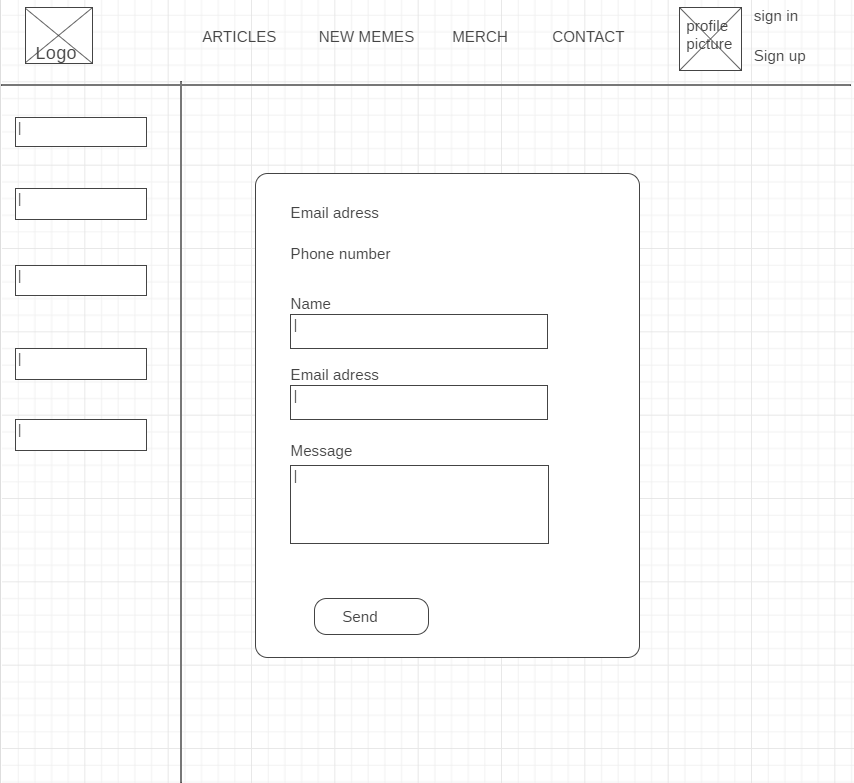 Logo
ARTICLES
NEW MEMES
MERCH
CONTACT
profile
picture
sign in
Sign up
Email adress
Phone number
Name
Email adress
Message
Send